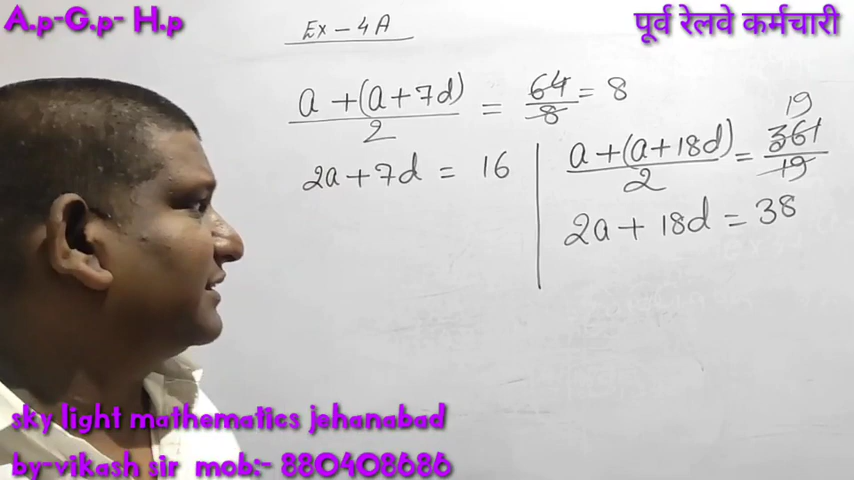 A.p-G.p- H.p
पूर्व रेलवे कर्मचारी
Ex - 4A
a + (a + 7d) / 2 = 64 / 8 = 8
2a + 7d = 16
19
a + (a + 18d) / 2 = 361 / 19
2a + 18d = 38
sky light mathematics jehanabad
by-vikash sir mob:- 880408686